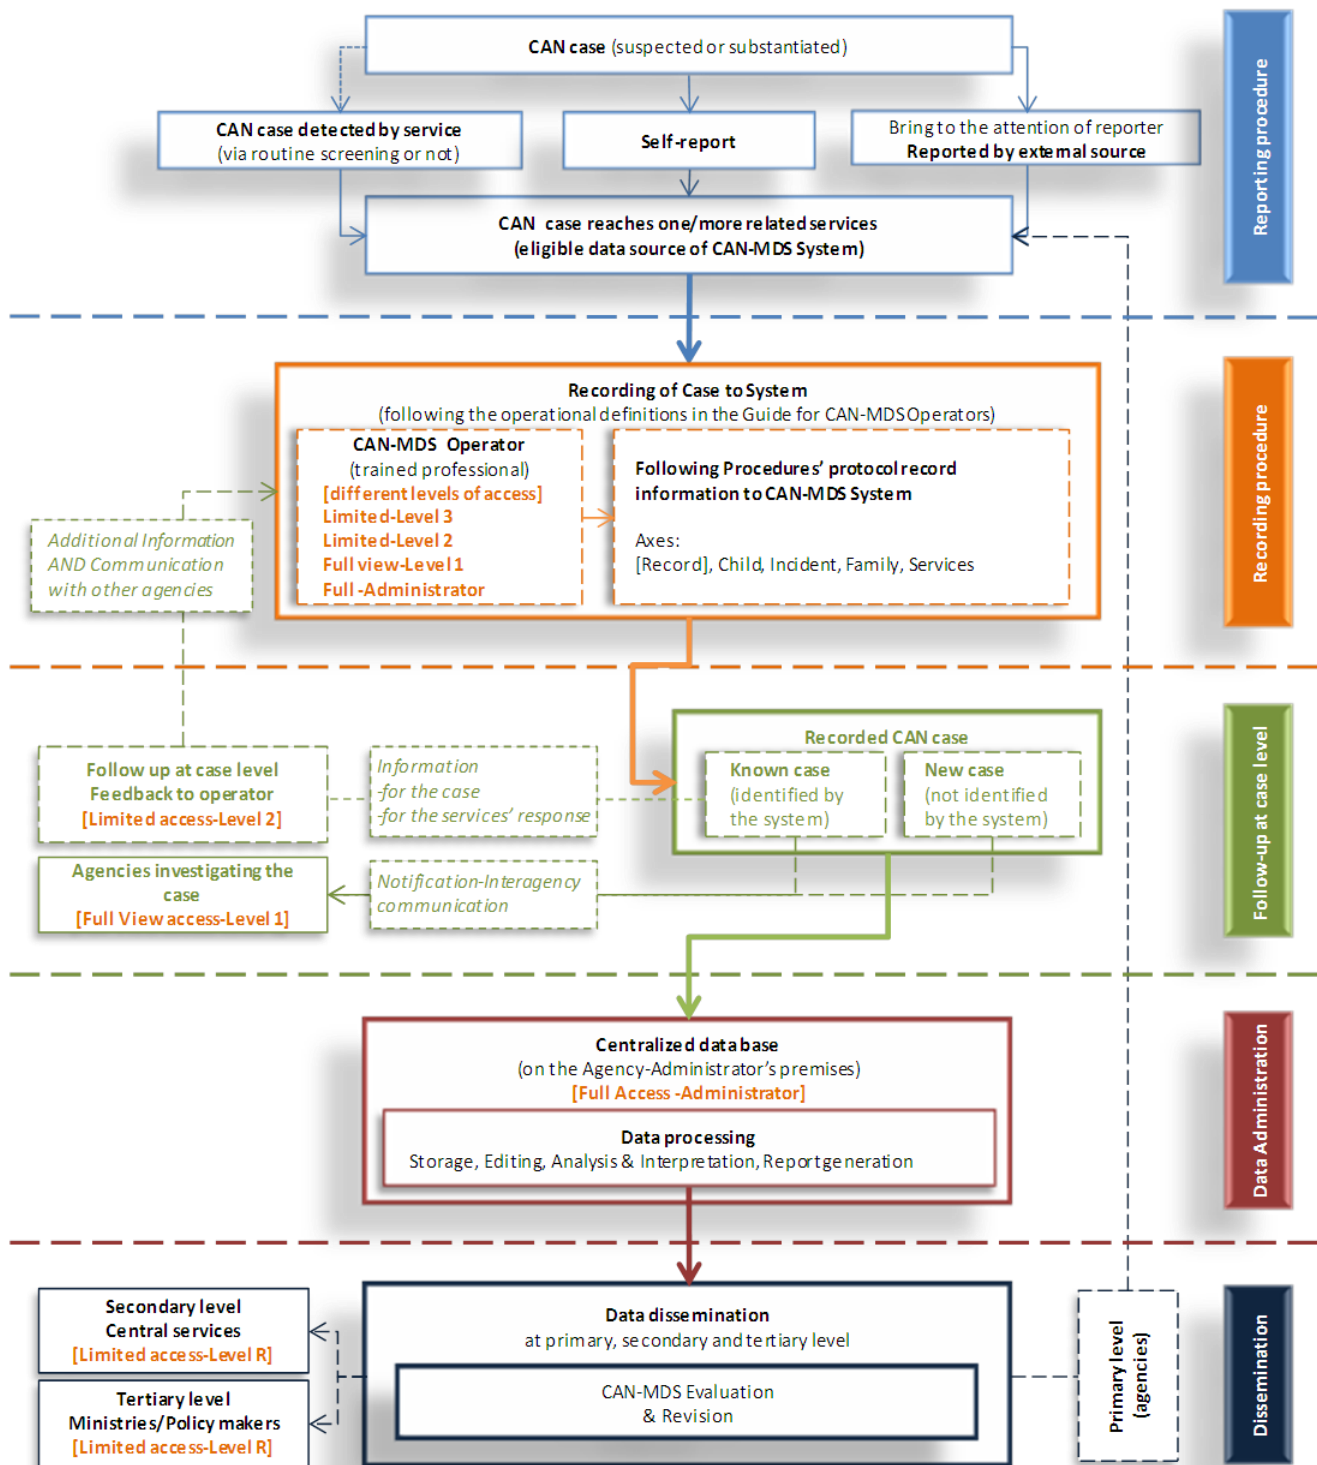 CAN case (suspected or substantiated)
CAN case detected by service
(via routine screening or not)
Self-report
Bring to the attention of reporter
Reported by external source
CAN case reaches one/more related services
(eligible data source of CAN-MDS System)
Reporting procedure
Recording of Case to System
(following the operational definitions in the Guide for CAN-MDS Operators)
CAN-MDS Operator
(trained professional)
[different levels of access]
Limited-Level 3
Limited-Level 2
Full view-Level 1
Full -Administrator
Following Procedures' protocol record
information to CAN-MDS System
Axes:
[Record], Child, Incident, Family, Services
Recording procedure
Additional Information
AND Communication
with other agencies
Recorded CAN case
Known case
(identified by
the system)
New case
(not identified
by the system)
Information
-for the case
-for the services' response
Follow up at case level
Feedback to operator
[Limited access-Level 2]
Agencies investigating the
case
[Full View access-Level 1]
Notification-Interagency
communication
Follow-up at case level
Centralized database
(on the Agency-Administrator's premises)
[Full Access -Administrator]
Data processing
Storage, Editing, Analysis & Interpretation, Report generation
Data Administration
Secondary level
Central services
[Limited access-Level R]
Tertiary level
Ministries/Policy makers
[Limited access-Level R]
Data dissemination
at primary, secondary and tertiary level
CAN-MDS Evaluation
& Revision
Primary level
(agencies)
Dissemination